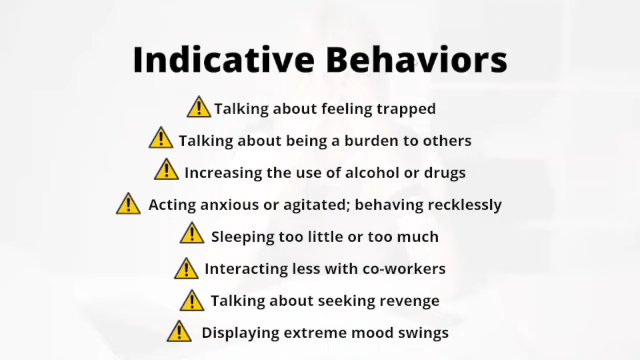 Indicative Behaviors
Talking about feeling trapped
Talking about being a burden to others
Increasing the use of alcohol or drugs
Acting anxious or agitated; behaving recklessly
Sleeping too little or too much
Interacting less with co-workers
Talking about seeking revenge
Displaying extreme mood swings